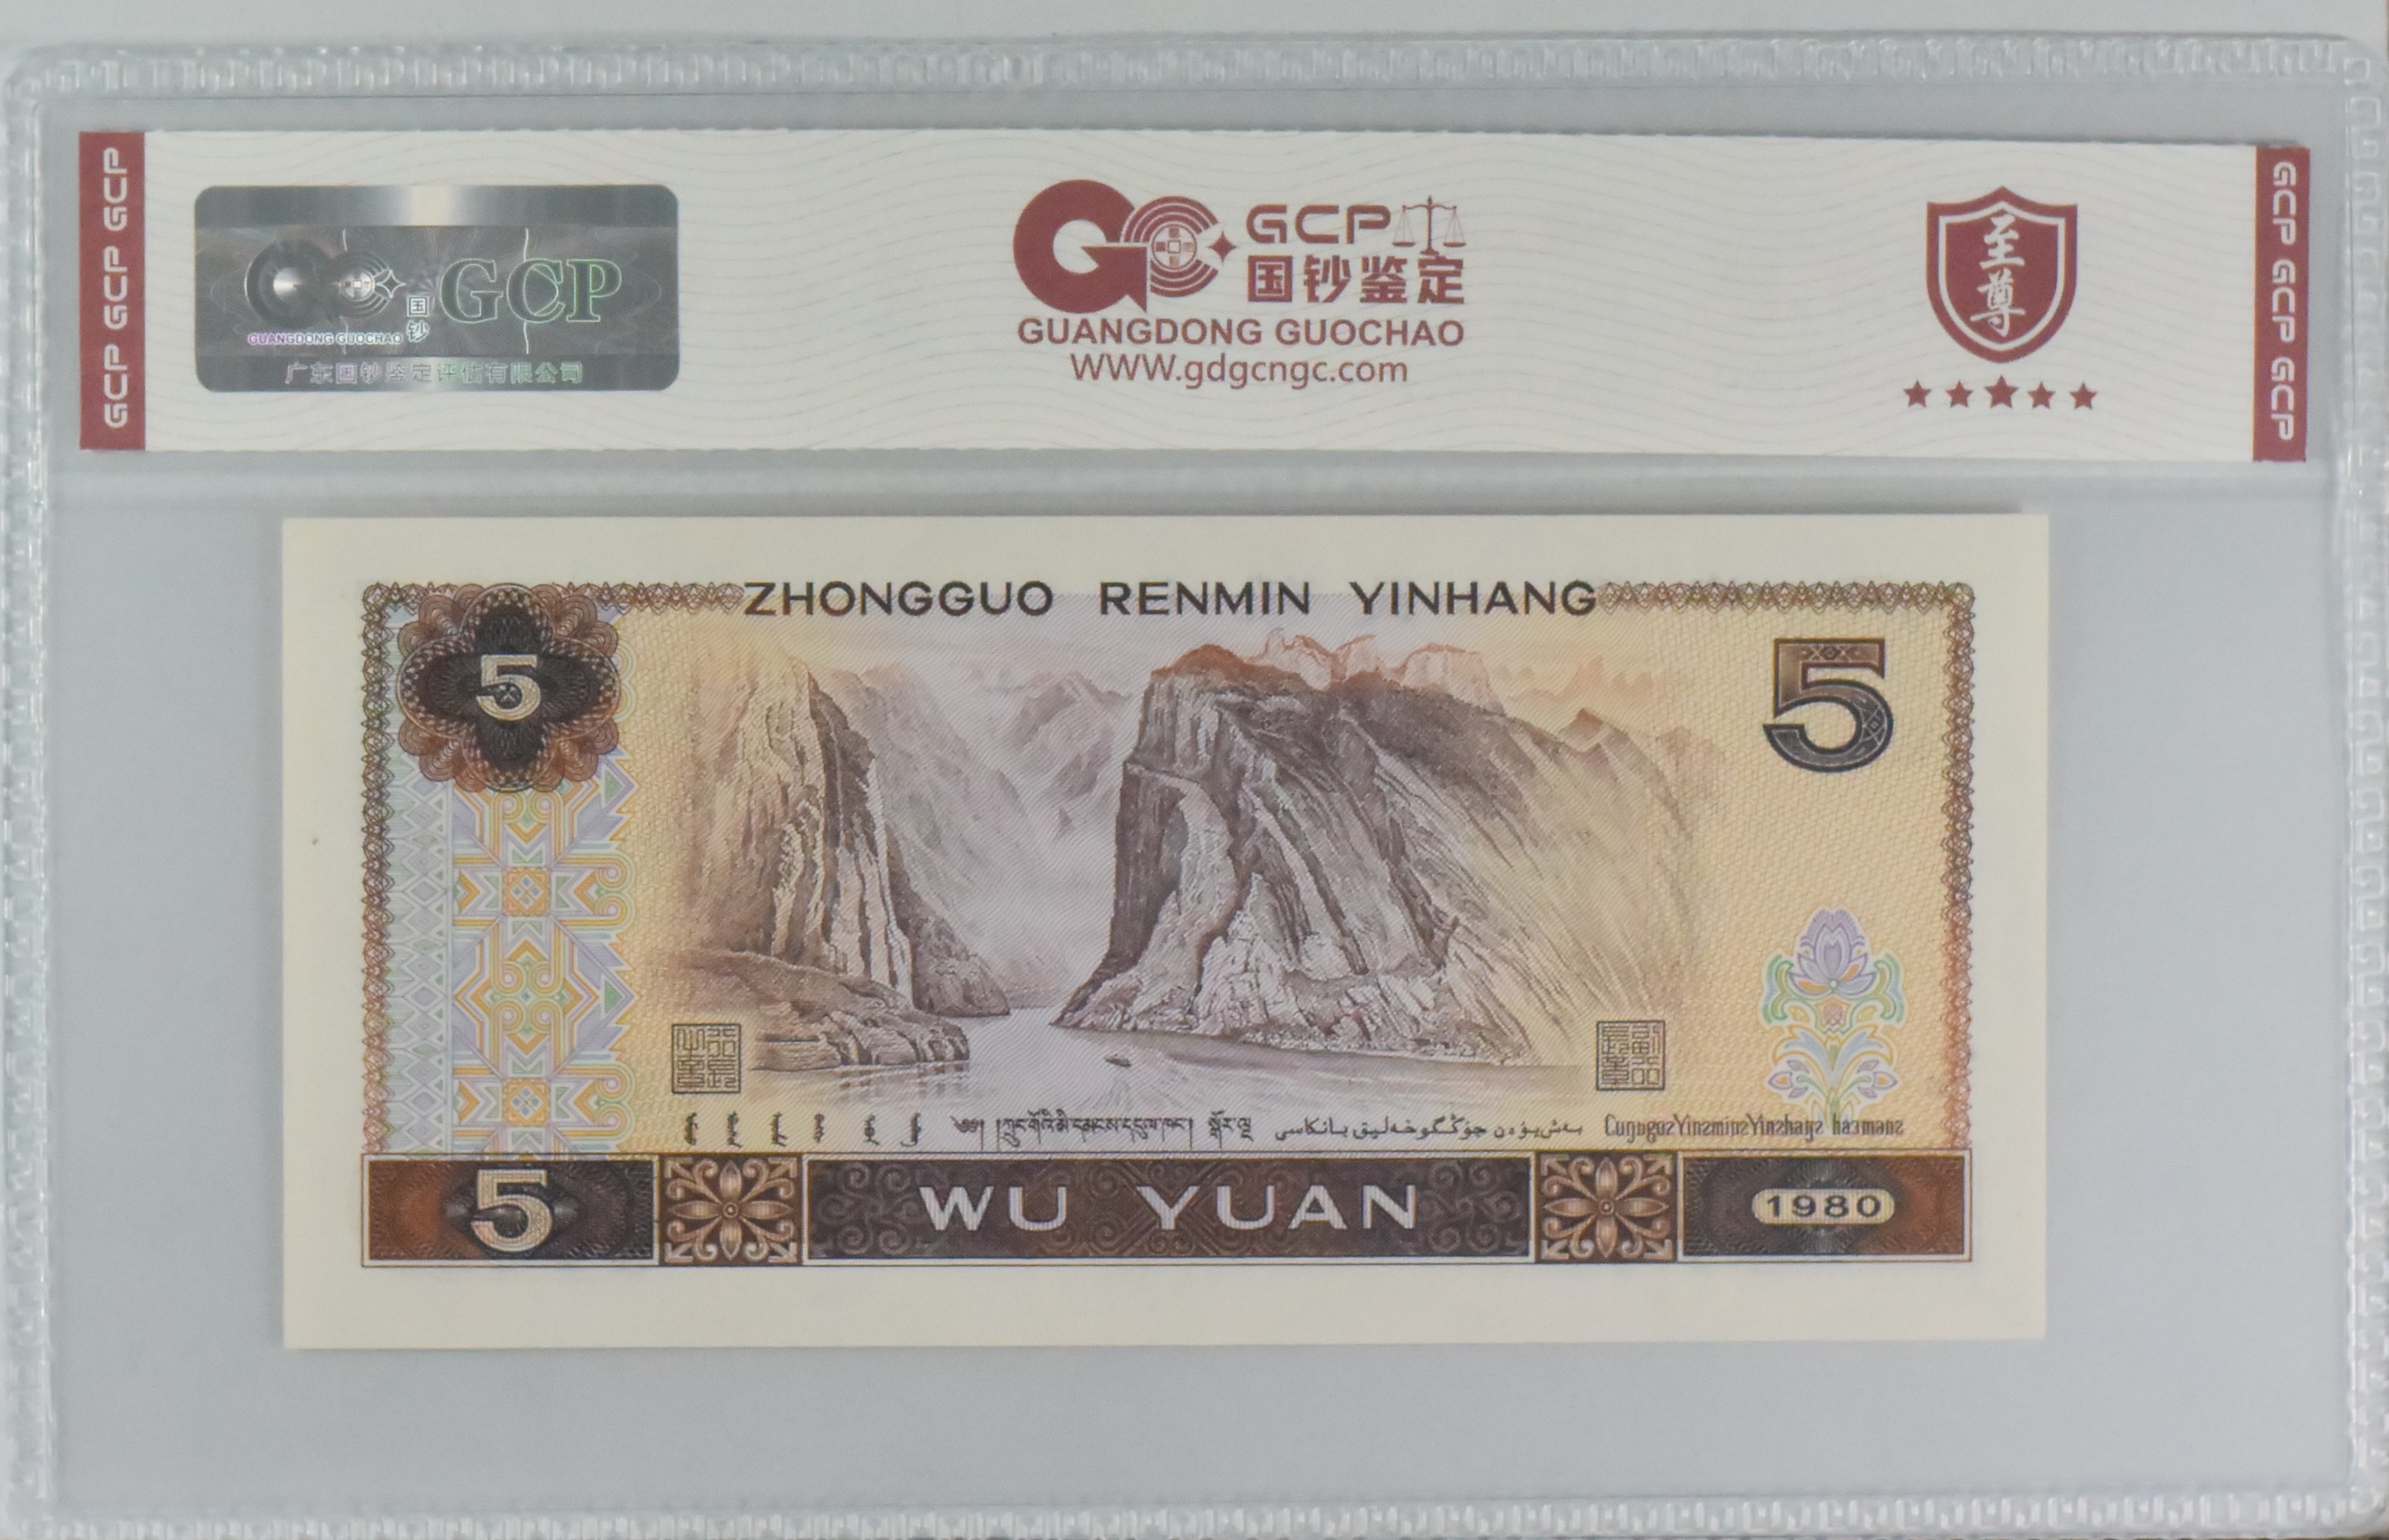 GCP GCP GCP
GCP
国钞
GUANGDONG GUOCHAO
广东国钞鉴定评估有限公司
GCP
国钞鉴定
GUANGDONG GUOCHAO
WWW.gdgcngc.com
至尊
GCP GCP GCP
ZHONGGUO RENMIN YINHANG
5
5
5
WU YUAN
1980